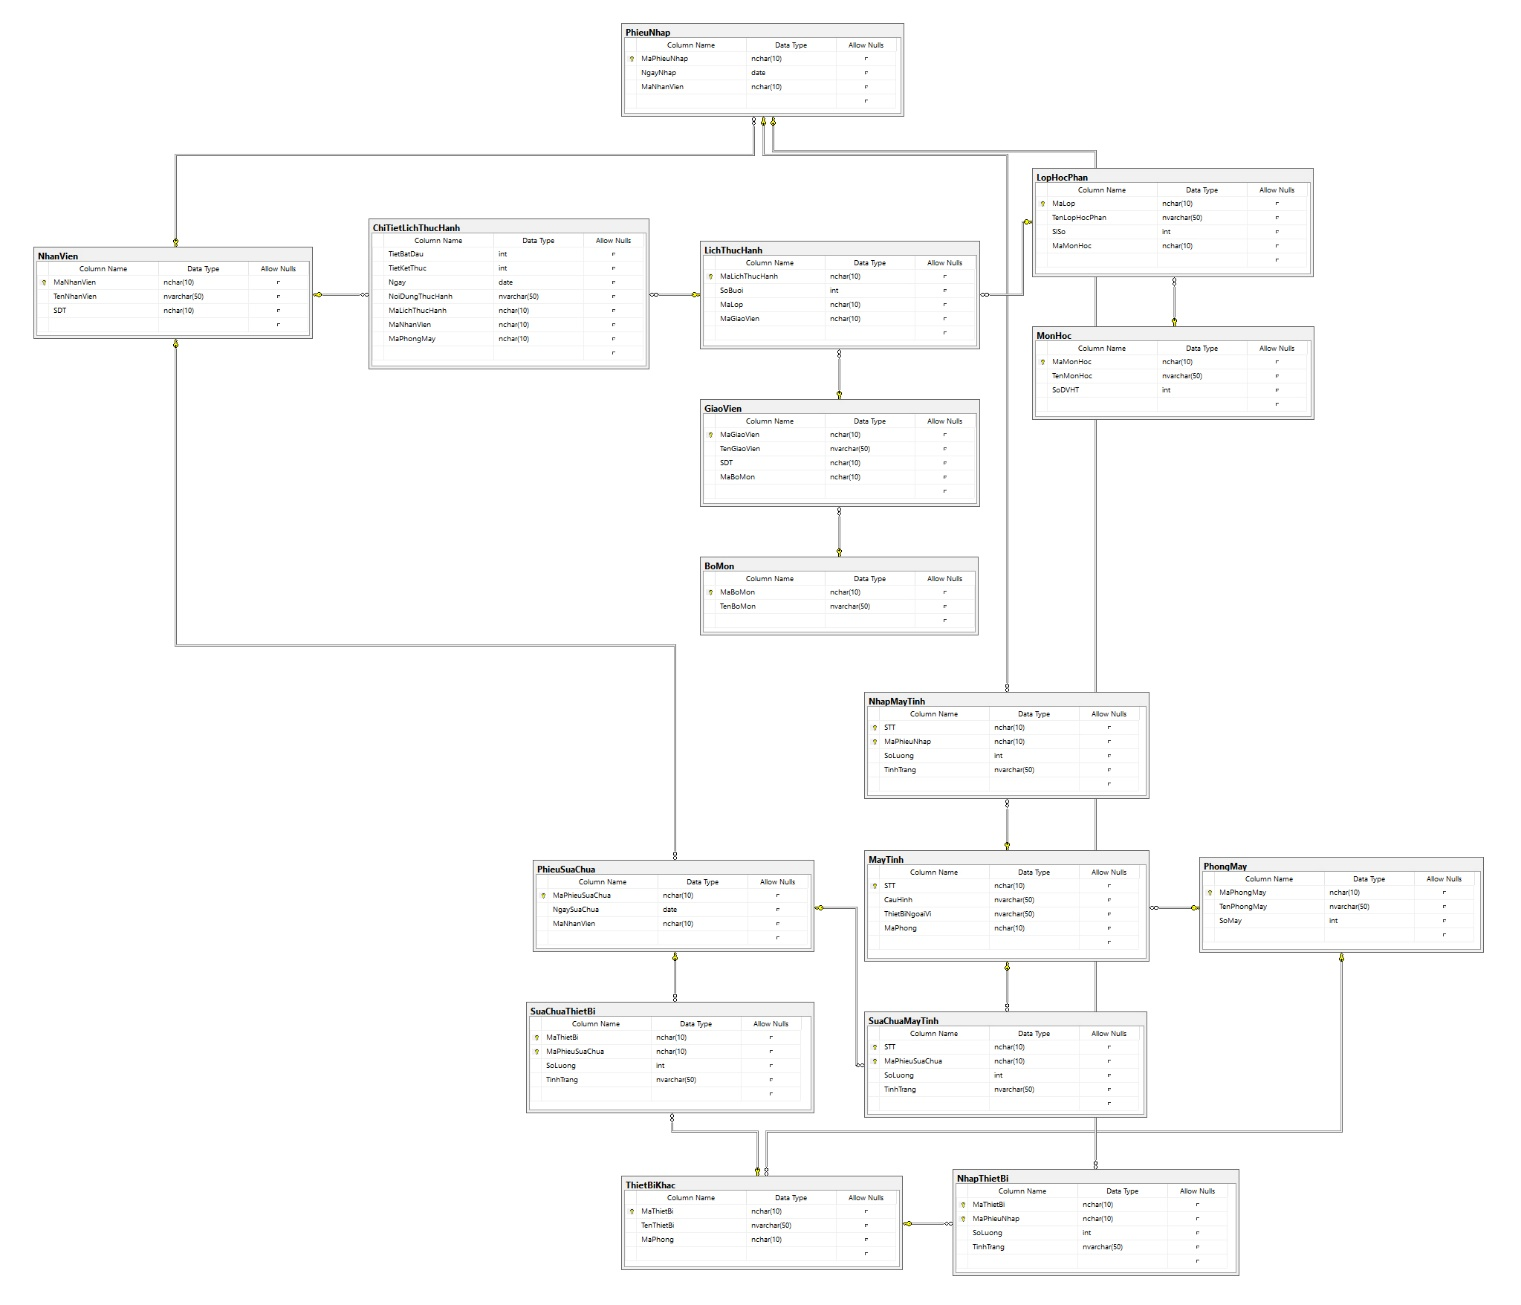 PhieuNhap
Column Name Data Type Allow Nulls
MaPhieuNhap nchar(10)
NgayNhap date
MaNhanVien nchar(10)
LopHocPhan
Column Name Data Type Allow Nulls
MaLop nchar(10)
TenLopHocPhan nvarchar(50)
SiSo int
MaMonHoc nchar(10)
ChiTietLichThucHanh
Column Name Data Type Allow Nulls
TietBatDau int
TietKetThuc int
Ngay date
NoiDungThucHanh nvarchar(50)
MaLichThucHanh nchar(10)
MaNhanVien nchar(10)
MaPhongMay nchar(10)
LichThucHanh
Column Name Data Type Allow Nulls
MaLichThucHanh nchar(10)
SoBuoi int
MaLop nchar(10)
MaGiaoVien nchar(10)
NhanVien
Column Name Data Type Allow Nulls
MaNhanVien nchar(10)
TenNhanVien nvarchar(50)
SDT nchar(10)
MonHoc
Column Name Data Type Allow Nulls
MaMonHoc nchar(10)
TenMonHoc nvarchar(50)
SoDVHT int
GiaoVien
Column Name Data Type Allow Nulls
MaGiaoVien nchar(10)
TenGiaoVien nvarchar(50)
SDT nchar(10)
MaBoMon nchar(10)
BoMon
Column Name Data Type Allow Nulls
MaBoMon nchar(10)
TenBoMon nvarchar(50)
NhapMayTinh
Column Name Data Type Allow Nulls
STT nchar(10)
MaPhieuNhap nchar(10)
SoLuong int
TinhTrang nvarchar(50)
PhieuSuaChua
Column Name Data Type Allow Nulls
MaPhieuSuaChua nchar(10)
NgaySuaChua date
MaNhanVien nchar(10)
MayTinh
Column Name Data Type Allow Nulls
STT nchar(10)
CauHinh nvarchar(50)
ThietBiNgoaiVi nvarchar(50)
MaPhong nchar(10)
PhongMay
Column Name Data Type Allow Nulls
MaPhongMay nchar(10)
TenPhongMay nvarchar(50)
SoMay int
SuaChuaThietBi
Column Name Data Type Allow Nulls
MaThietBi nchar(10)
MaPhieuSuaChua nchar(10)
SoLuong int
TinhTrang nvarchar(50)
SuaChuaMayTinh
Column Name Data Type Allow Nulls
STT nchar(10)
MaPhieuSuaChua nchar(10)
SoLuong int
TinhTrang nvarchar(50)
ThietBiKhac
Column Name Data Type Allow Nulls
MaThietBi nchar(10)
TenThietBi nvarchar(50)
MaPhong nchar(10)
NhapThietBi
Column Name Data Type Allow Nulls
MaThietBi nchar(10)
MaPhieuNhap nchar(10)
SoLuong int
TinhTrang nvarchar(50)